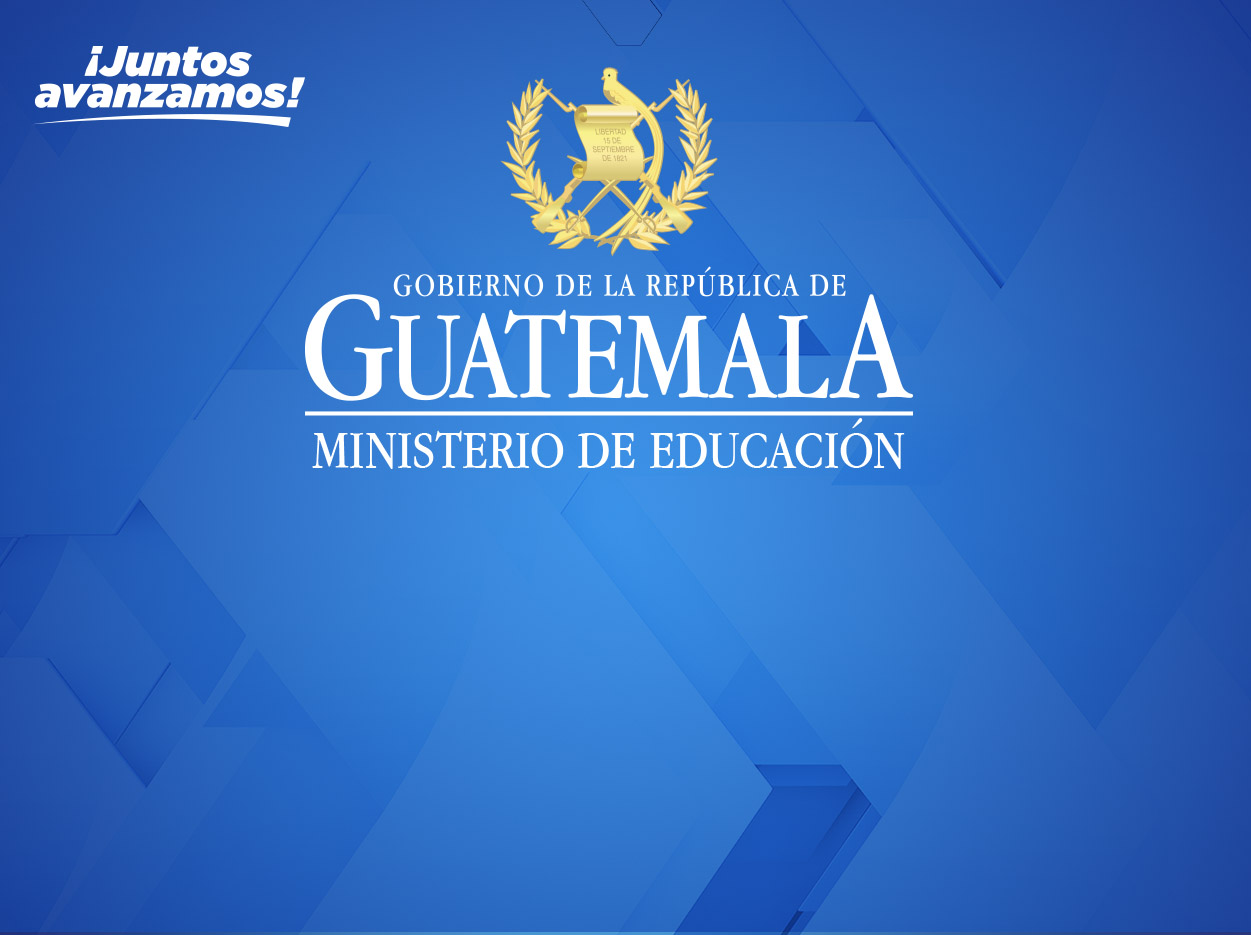 ¡Juntos
avanzamos!
LIBERTAD
15 DE
SEPTIEMBRE
DE 1821
GOBIERNO DE LA REPÚBLICA DE
GUATEMALA
MINISTERIO DE EDUCACIÓN